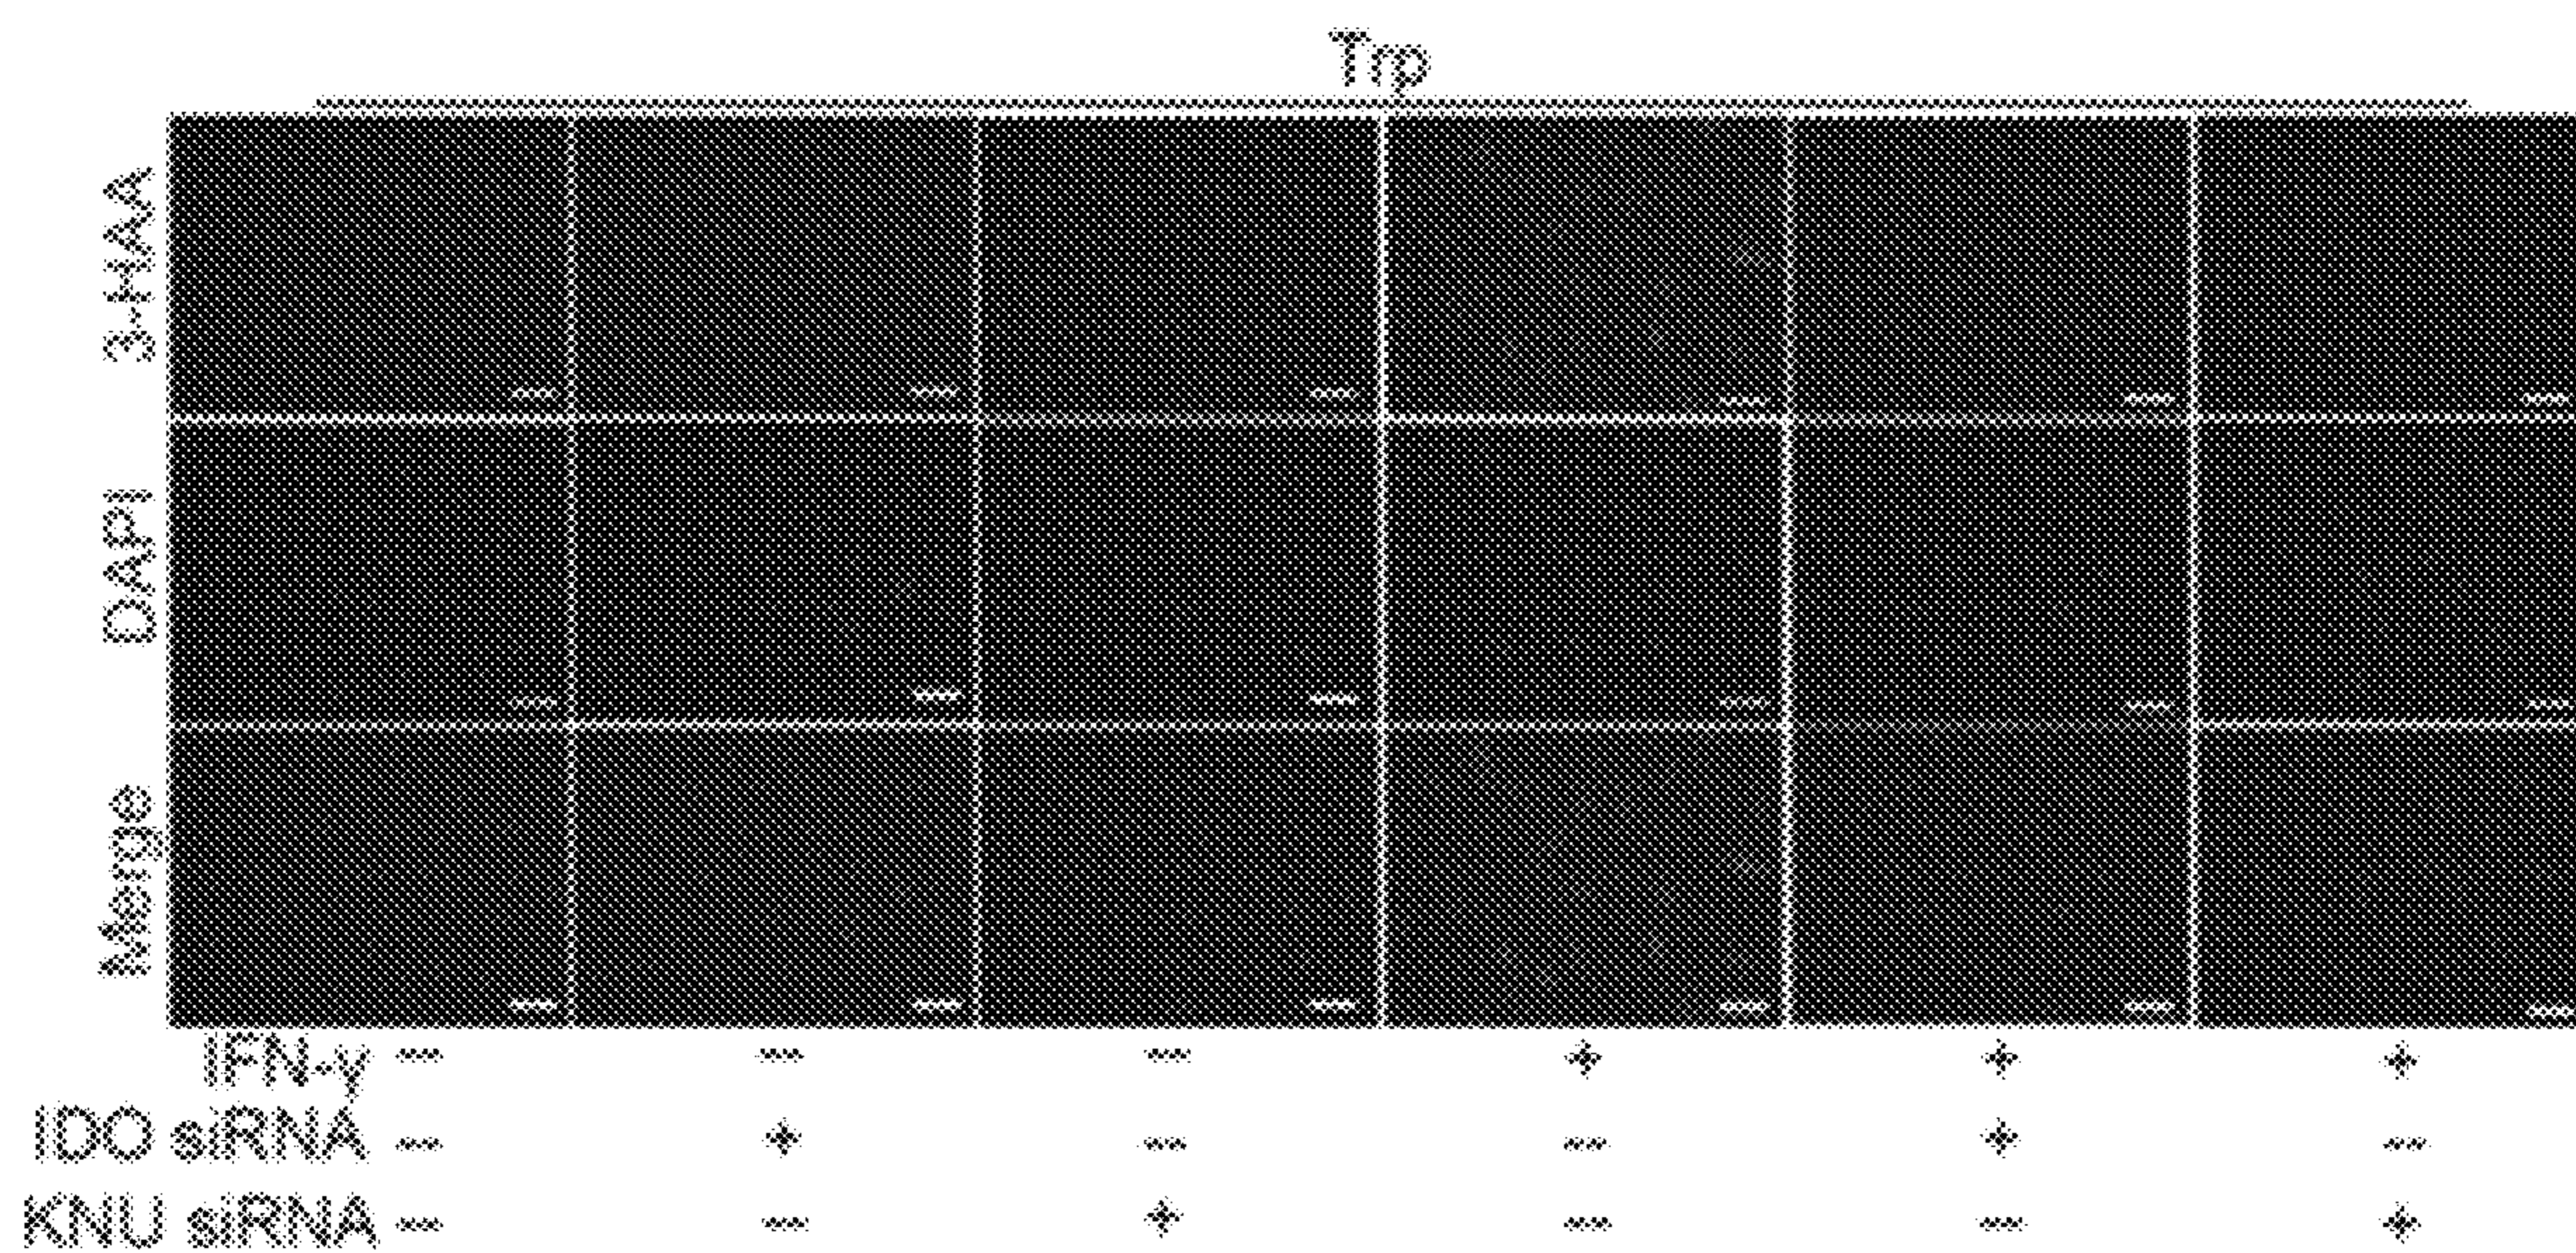 Trp
3-HAA
DAPI
Merge
IFN-γ − − − + + +
IDO siRNA − + − − + −
KNU siRNA − − + − − +